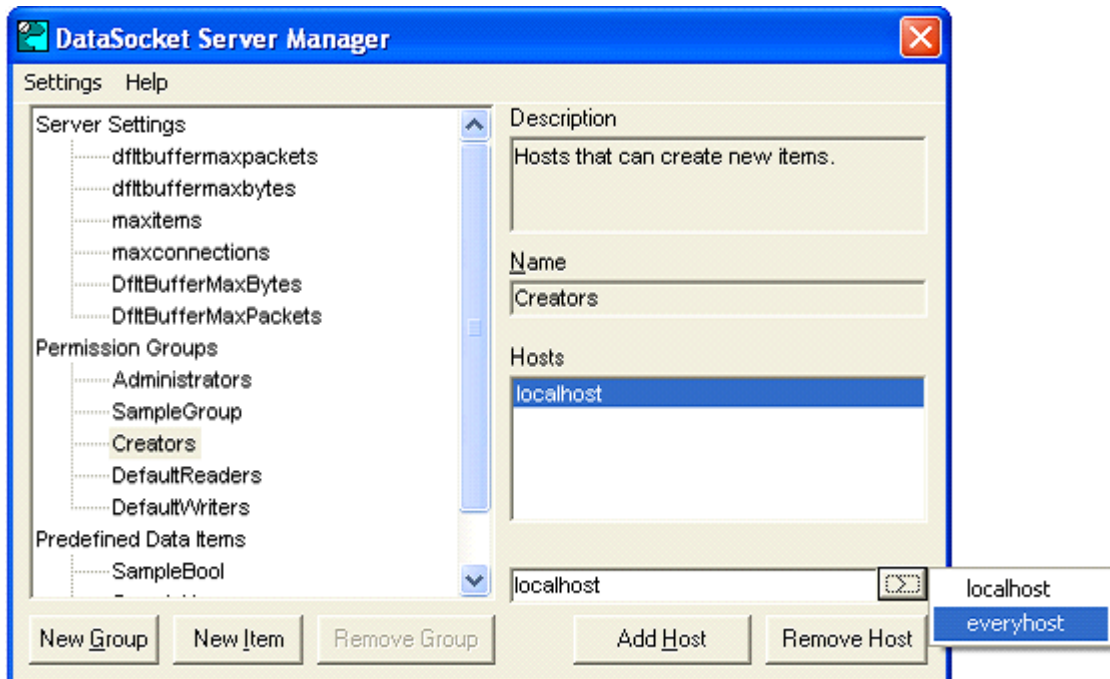 DataSocket Server Manager
Settings Help
Server Settings
dfltbuffermaxpackets
dfltbuffermaxbytes
maxitems
maxconnections
DfltBufferMaxBytes
DfltBufferMaxPackets
Permission Groups
Administrators
SampleGroup
Creators
DefaultReaders
DefaultWriters
Predefined Data Items
SampleBool
Description
Hosts that can create new items.
Name
Creators
Hosts
localhost
localhost
localhost
everyhost
New Group New Item Remove Group Add Host Remove Host